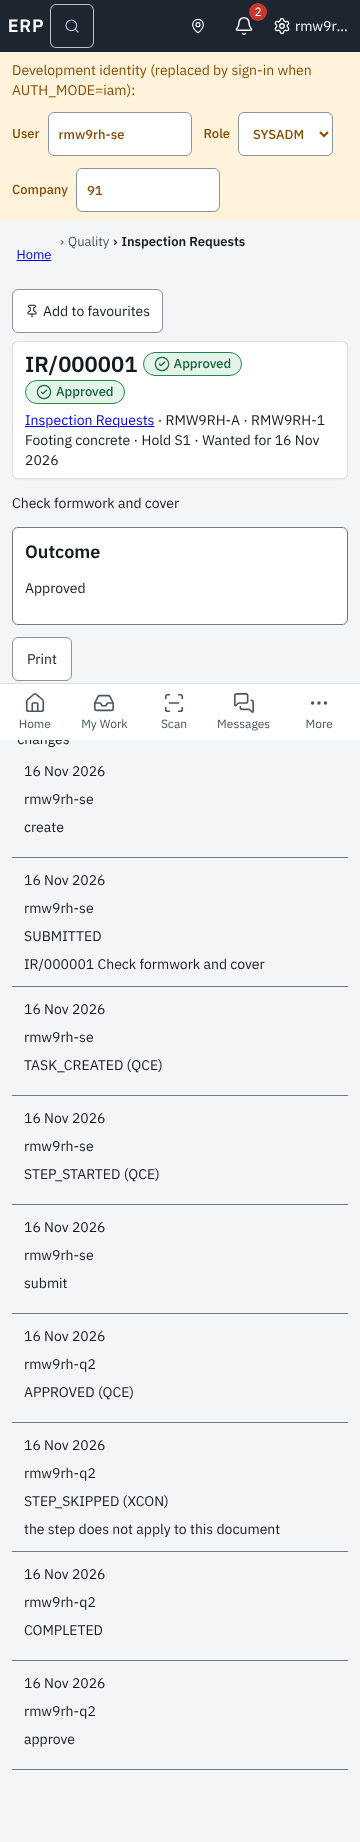 ERP
2
rmw9r...
Development identity (replaced by sign-in when
AUTH_MODE=iam):
User rmw9rh-se Role SYSADM
Company 91
Home › Quality › Inspection Requests
Add to favourites
IR/000001 Approved
Approved
Inspection Requests · RMW9RH-A · RMW9RH-1
Footing concrete · Hold S1 · Wanted for 16 Nov
2026
Check formwork and cover
Outcome
Approved
Print
Home My Work Scan Messages More
changes
16 Nov 2026
rmw9rh-se
create
16 Nov 2026
rmw9rh-se
SUBMITTED
IR/000001 Check formwork and cover
16 Nov 2026
rmw9rh-se
TASK_CREATED (QCE)
16 Nov 2026
rmw9rh-se
STEP_STARTED (QCE)
16 Nov 2026
rmw9rh-se
submit
16 Nov 2026
rmw9rh-q2
APPROVED (QCE)
16 Nov 2026
rmw9rh-q2
STEP_SKIPPED (XCON)
the step does not apply to this document
16 Nov 2026
rmw9rh-q2
COMPLETED
16 Nov 2026
rmw9rh-q2
approve